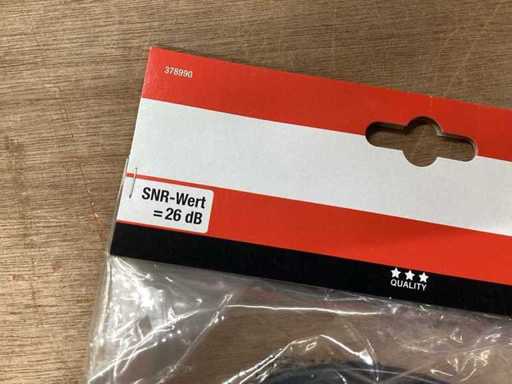 378990
SNR-Wert
= 26 dB
QUALITY